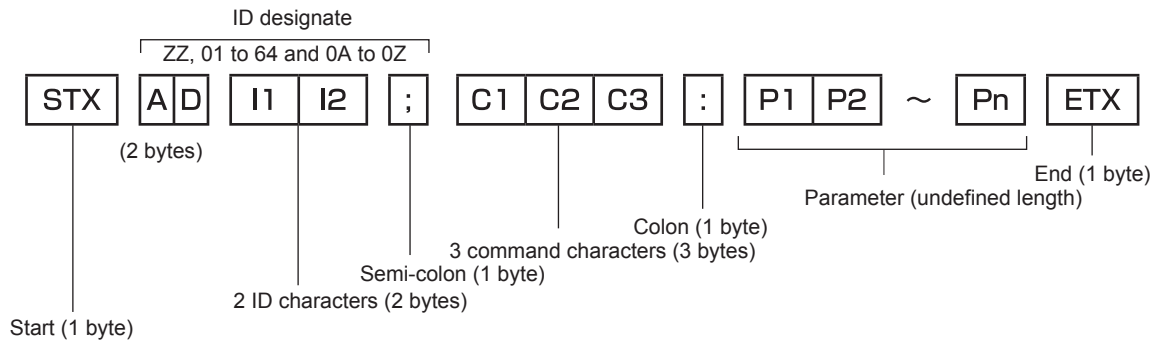 ID designate
ZZ, 01 to 64 and 0A to 0Z
STX A D I1 I2 ; C1 C2 C3 : P1 P2 ～ Pn ETX
(2 bytes)
End (1 byte)
Parameter (undefined length)
Colon (1 byte)
3 command characters (3 bytes)
Semi-colon (1 byte)
2 ID characters (2 bytes)
Start (1 byte)